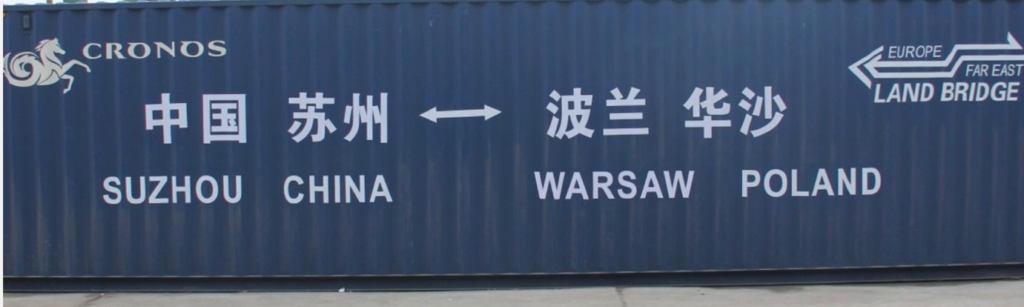 CRONOS
EUROPE
FAR EAST
LAND BRIDGE
中国 苏州 ↔ 波兰 华沙
SUZHOU CHINA WARSAW POLAND